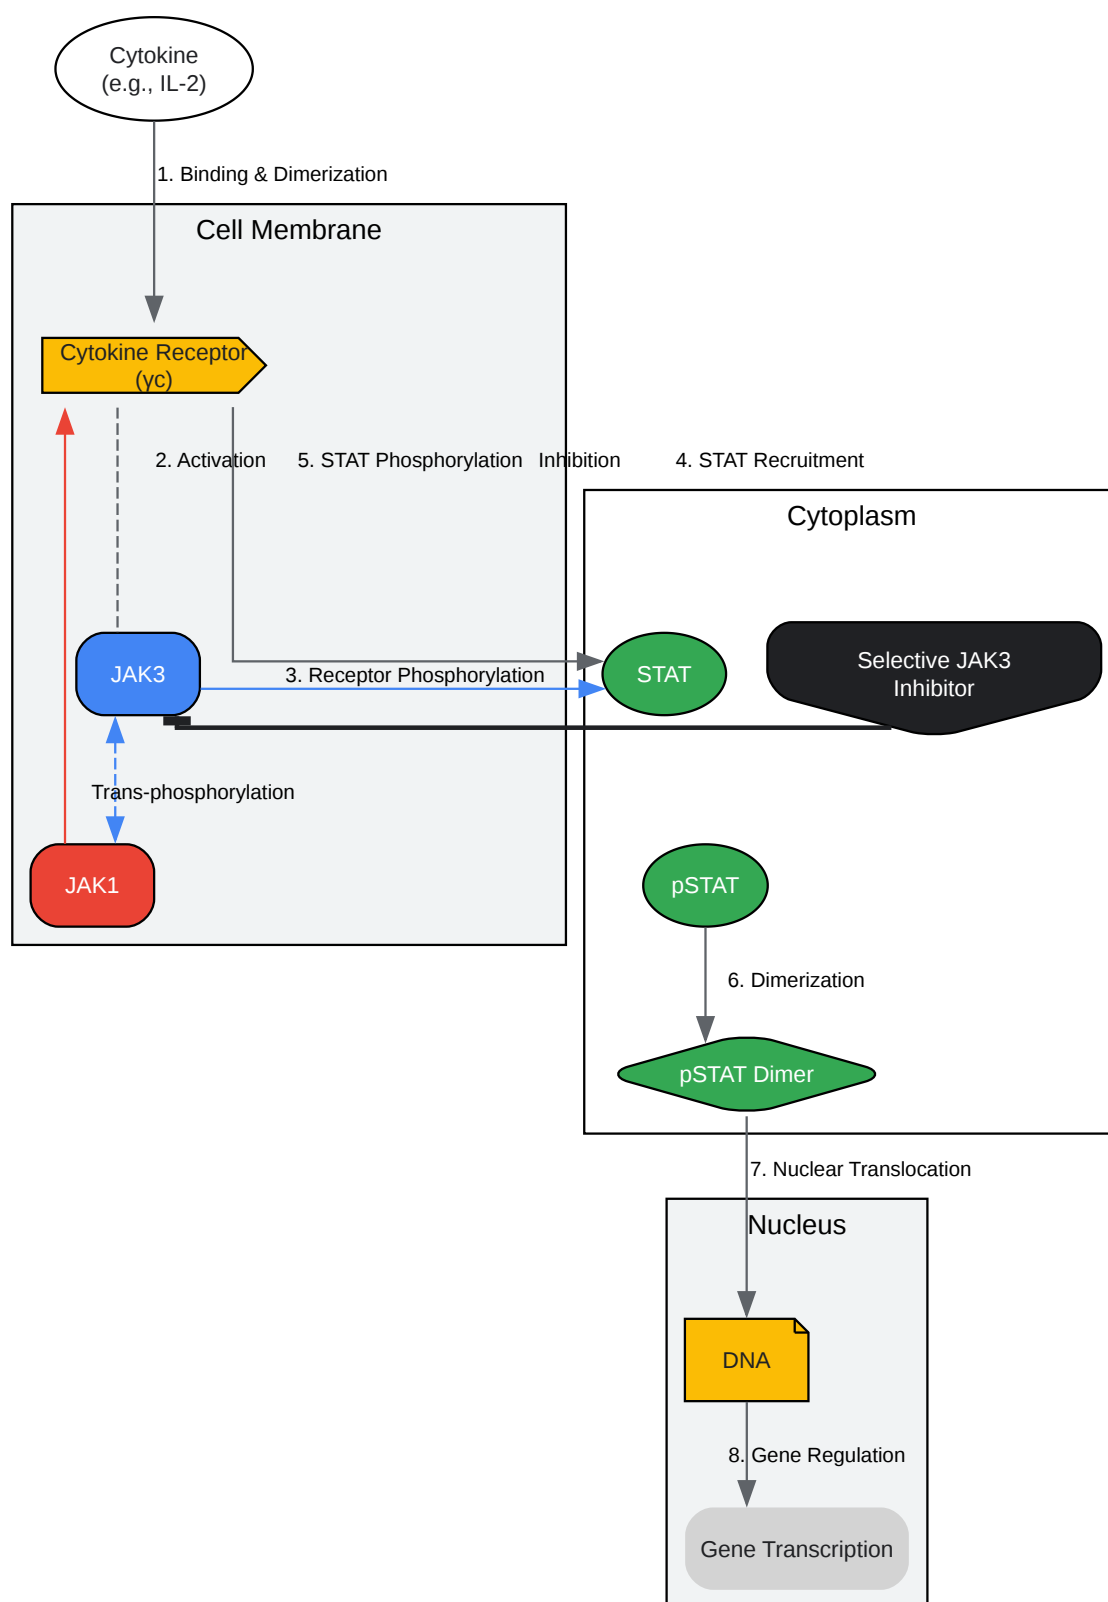 Cytokine
(e.g., IL-2)
1. Binding & Dimerization
Cell Membrane
Cytokine Receptor
(γc)
2. Activation
5. STAT Phosphorylation
Inhibition
4. STAT Recruitment
Cytoplasm
JAK3
3. Receptor Phosphorylation
STAT
Selective JAK3
Inhibitor
Trans-phosphorylation
JAK1
pSTAT
6. Dimerization
pSTAT Dimer
7. Nuclear Translocation
Nucleus
DNA
8. Gene Regulation
Gene Transcription